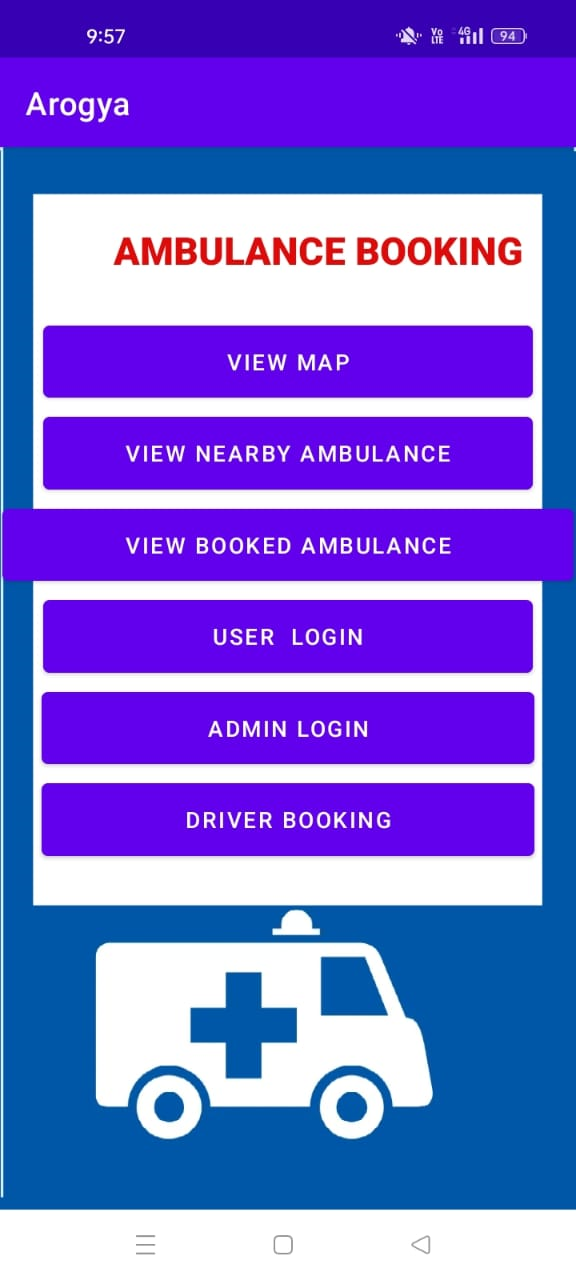 9:57
Vo
LTE
4G
94
Arogya
AMBULANCE BOOKING
VIEW MAP
VIEW NEARBY AMBULANCE
VIEW BOOKED AMBULANCE
USER  LOGIN
ADMIN LOGIN
DRIVER BOOKING